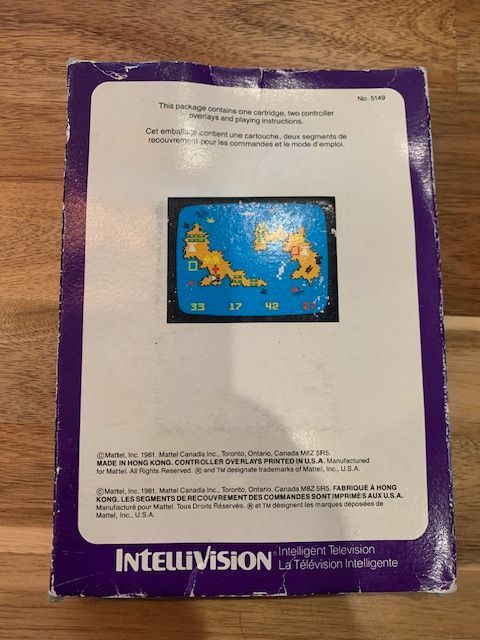 No. 5149
This package contains one cartridge, two controller
overlays and playing instructions.
Cet emballage contient une cartouche, deux segments de
recouvrement pour les commandes et le mode d'emploi.
33 17 42 57
© Mattel, Inc. 1981. Mattel Canada Inc., Toronto, Ontario, Canada M8Z 5R5.
MADE IN HONG KONG. CONTROLLER OVERLAYS PRINTED IN U.S.A. Manufactured
for Mattel. All Rights Reserved. ® and TM designate trademarks of Mattel, Inc., U.S.A.
© Mattel, Inc. 1981. Mattel Canada Inc., Toronto, Ontario, Canada M8Z 5R5. FABRIQUÉ À HONG
KONG. LES SEGMENTS DE RECOUVREMENT DES COMMANDES SONT IMPRIMÉS AUX U.S.A.
Manufacturé pour Mattel. Tous Droits Réservés. ® et TM désignent les marques déposées de
Mattel, Inc., U.S.A.
INTELLIVISION Intelligent Television
La Télévision Intelligente